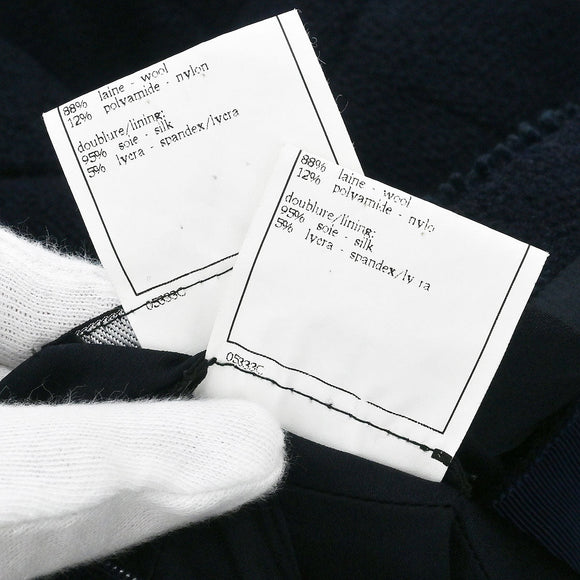 88% laine - wool
12% polyamide - nylon
doublure/lining:
95% soie - silk
5% lycra - spandex/lycra
05333C
88% laine - wool
12% polyamide - nylo
doublure/lining:
95% soie - silk
5% lycra - spandex/ly ra
05333C